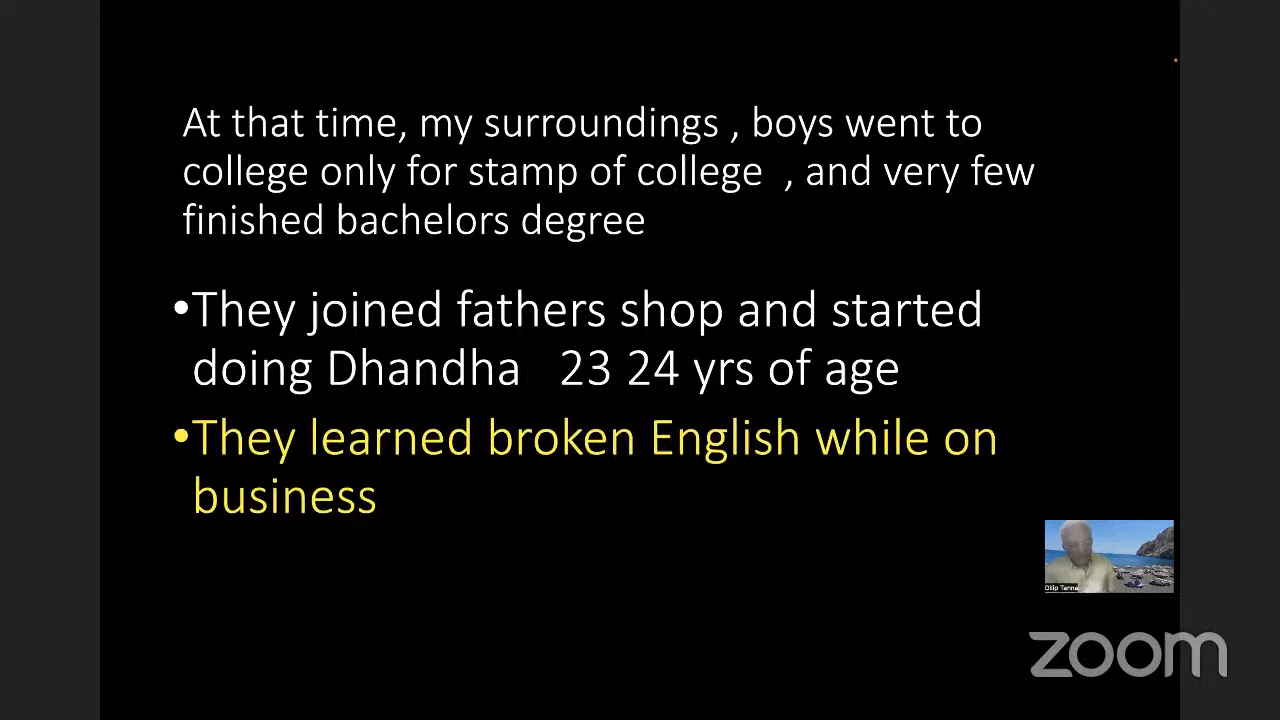 At that time, my surroundings , boys went to
college only for stamp of college , and very few
finished bachelors degree
•They joined fathers shop and started
doing Dhandha 23 24 yrs of age
•They learned broken English while on
business
Dilip Tanna
zoom